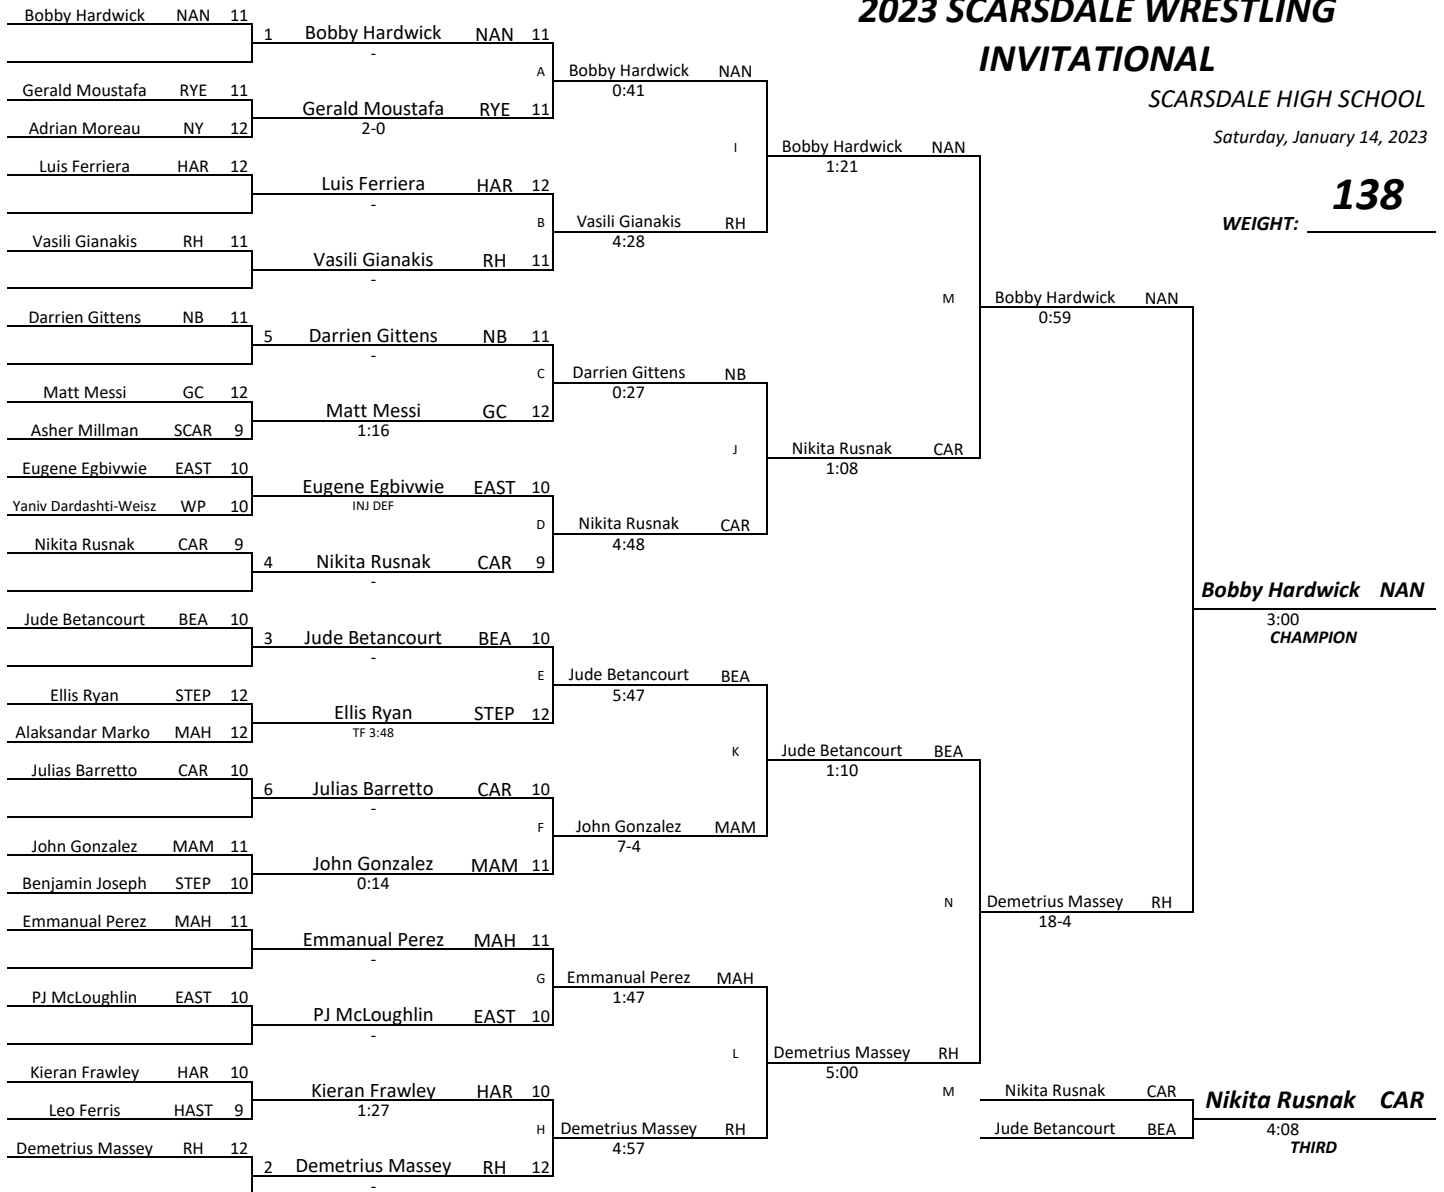 2023 SCARSDALE WRESTLING
INVITATIONAL
SCARSDALE HIGH SCHOOL
Saturday, January 14, 2023
WEIGHT: 138
Bobby Hardwick NAN 11
Gerald Moustafa RYE 11
Adrian Moreau NY 12
Luis Ferriera HAR 12
Vasili Gianakis RH 11
Darrien Gittens NB 11
Matt Messi GC 12
Asher Millman SCAR 9
Eugene Egbivwie EAST 10
Yaniv Dardashti-Weisz WP 10
Nikita Rusnak CAR 9
Jude Betancourt BEA 10
Ellis Ryan STEP 12
Alaksandar Marko MAH 12
Julias Barretto CAR 10
John Gonzalez MAM 11
Benjamin Joseph STEP 10
Emmanual Perez MAH 11
PJ McLoughlin EAST 10
Kieran Frawley HAR 10
Leo Ferris HAST 9
Demetrius Massey RH 12
1 Bobby Hardwick NAN 11
-
A
Gerald Moustafa RYE 11
2-0
Luis Ferriera HAR 12
-
B
Vasili Gianakis RH 11
-
5 Darrien Gittens NB 11
-
C
Matt Messi GC 12
1:16
Eugene Egbivwie EAST 10
INJ DEF
D
4 Nikita Rusnak CAR 9
-
3 Jude Betancourt BEA 10
-
E
Ellis Ryan STEP 12
TF 3:48
6 Julias Barretto CAR 10
-
F
John Gonzalez MAM 11
0:14
Emmanual Perez MAH 11
-
G
PJ McLoughlin EAST 10
-
Kieran Frawley HAR 10
1:27
H
2 Demetrius Massey RH 12
-
Bobby Hardwick NAN
0:41
I
Vasili Gianakis RH
4:28
Darrien Gittens NB
0:27
J
Nikita Rusnak CAR
4:48
Jude Betancourt BEA
5:47
K
John Gonzalez MAM
7-4
Emmanual Perez MAH
1:47
L
Demetrius Massey RH
4:57
Bobby Hardwick NAN
1:21
M
Nikita Rusnak CAR
1:08
Jude Betancourt BEA
1:10
N
Demetrius Massey RH
5:00
Bobby Hardwick NAN
0:59
Demetrius Massey RH
18-4
Bobby Hardwick NAN
3:00
CHAMPION
M
Nikita Rusnak CAR
Jude Betancourt BEA
Nikita Rusnak CAR
4:08
THIRD